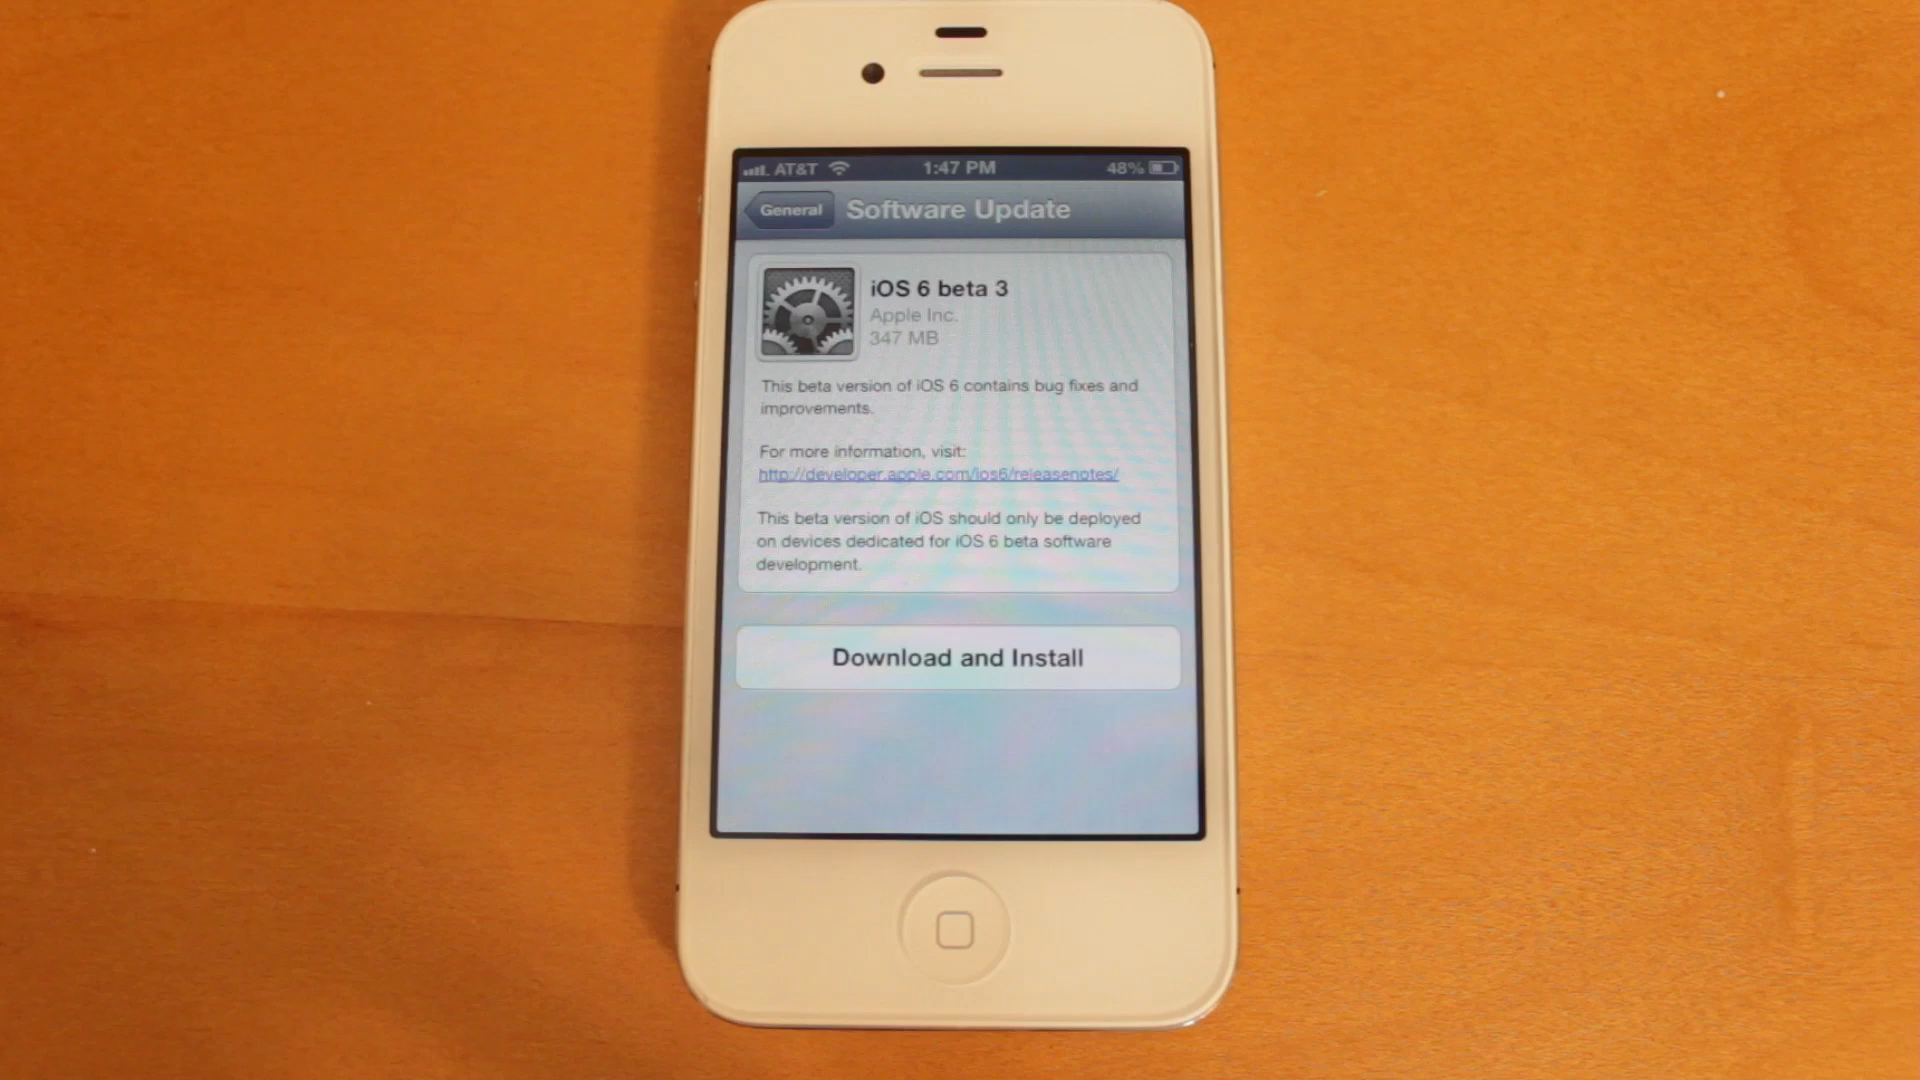 AT&T 1:47 PM 48%
General Software Update
iOS 6 beta 3
Apple Inc.
347 MB
This beta version of iOS 6 contains bug fixes and
improvements.
For more information, visit:
http://developer.apple.com/ios6/releasenotes/
This beta version of iOS should only be deployed
on devices dedicated for iOS 6 beta software
development.
Download and Install